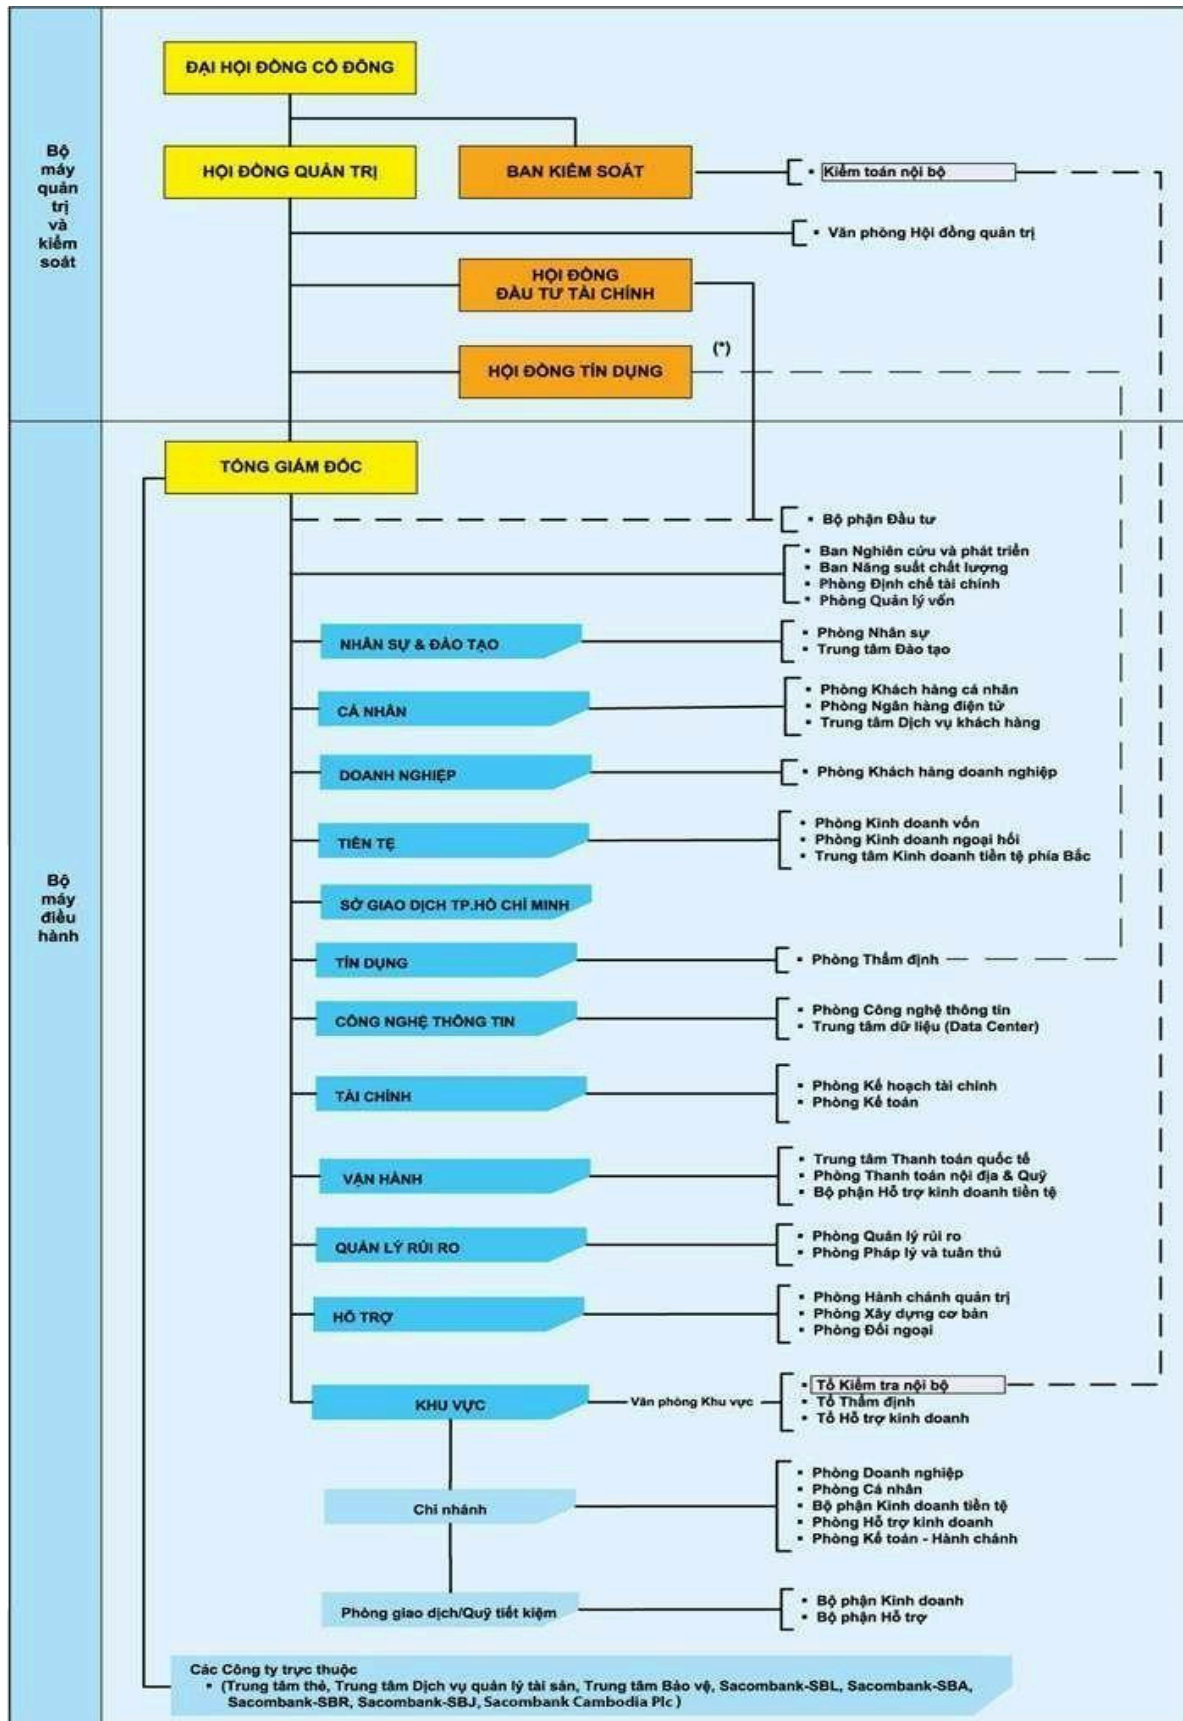 ĐẠI HỘI ĐỒNG CỔ ĐÔNG
Bộ
máy
quản
trị
và
kiểm
soát
HỘI ĐỒNG QUẢN TRỊ
BAN KIỂM SOÁT
▪ Kiểm toán nội bộ
▪ Văn phòng Hội đồng quản trị
HỘI ĐỒNG
ĐẦU TƯ TÀI CHÍNH
(*)
HỘI ĐỒNG TÍN DỤNG
TỔNG GIÁM ĐỐC
▪ Bộ phận Đầu tư
▪ Ban Nghiên cứu và phát triển
▪ Ban Năng suất chất lượng
▪ Phòng Định chế tài chính
▪ Phòng Quản lý vốn
NHÂN SỰ & ĐÀO TẠO
▪ Phòng Nhân sự
▪ Trung tâm Đào tạo
CÁ NHÂN
▪ Phòng Khách hàng cá nhân
▪ Phòng Ngân hàng điện tử
▪ Trung tâm Dịch vụ khách hàng
DOANH NGHIỆP
▪ Phòng Khách hàng doanh nghiệp
TIỀN TỆ
▪ Phòng Kinh doanh vốn
▪ Phòng Kinh doanh ngoại hối
▪ Trung tâm Kinh doanh tiền tệ phía Bắc
Bộ
máy
điều
hành
SỞ GIAO DỊCH TP.HỒ CHÍ MINH
TÍN DỤNG
▪ Phòng Thẩm định
CÔNG NGHỆ THÔNG TIN
▪ Phòng Công nghệ thông tin
▪ Trung tâm dữ liệu (Data Center)
TÀI CHÍNH
▪ Phòng Kế hoạch tài chính
▪ Phòng Kế toán
VẬN HÀNH
▪ Trung tâm Thanh toán quốc tế
▪ Phòng Thanh toán nội địa & Quỹ
▪ Bộ phận Hỗ trợ kinh doanh tiền tệ
QUẢN LÝ RỦI RO
▪ Phòng Quản lý rủi ro
▪ Phòng Pháp lý và tuân thủ
HỖ TRỢ
▪ Phòng Hành chánh quản trị
▪ Phòng Xây dựng cơ bản
▪ Phòng Đối ngoại
KHU VỰC
Văn phòng Khu vực
▪ Tổ Kiểm tra nội bộ
▪ Tổ Thẩm định
▪ Tổ Hỗ trợ kinh doanh
Chi nhánh
▪ Phòng Doanh nghiệp
▪ Phòng Cá nhân
▪ Bộ phận Kinh doanh tiền tệ
▪ Phòng Hỗ trợ kinh doanh
▪ Phòng Kế toán - Hành chánh
Phòng giao dịch/Quỹ tiết kiệm
▪ Bộ phận Kinh doanh
▪ Bộ phận Hỗ trợ
Các Công ty trực thuộc
▪ (Trung tâm thẻ, Trung tâm Dịch vụ quản lý tài sản, Trung tâm Bảo vệ, Sacombank-SBL, Sacombank-SBA,
Sacombank-SBR, Sacombank-SBJ, Sacombank Cambodia Plc )